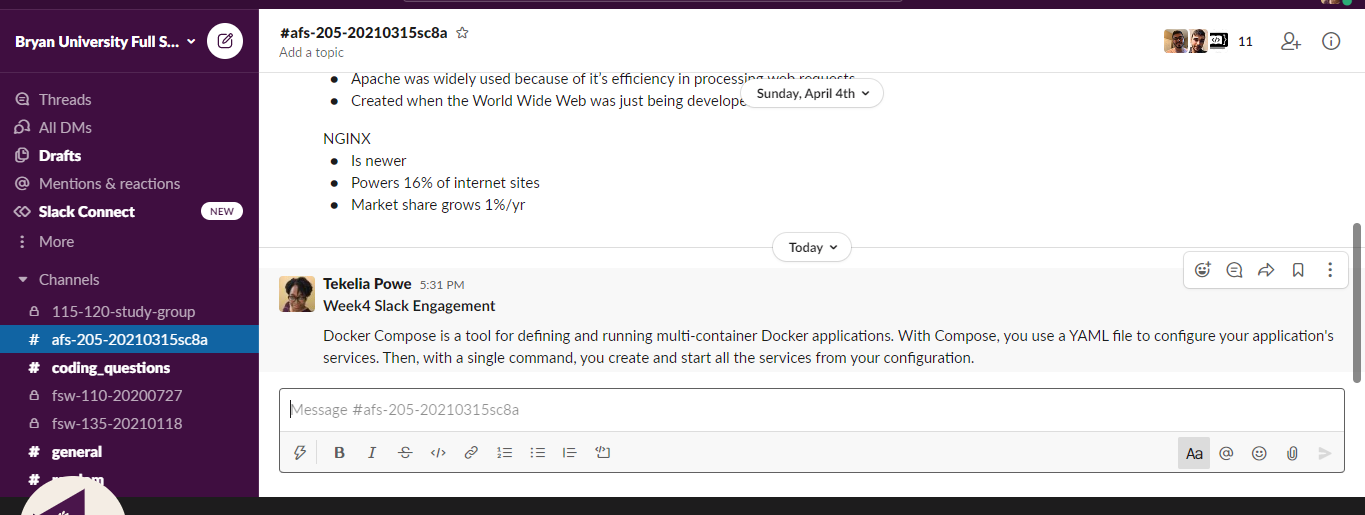 Bryan University Full S...
Threads
All DMs
Drafts
Mentions & reactions
Slack Connect NEW
More
Channels
115-120-study-group
# afs-205-20210315sc8a
# coding_questions
fsw-110-20200727
fsw-135-20210118
# general
#
#afs-205-20210315sc8a
Add a topic
11
● Apache was widely used because of it's efficiency in processing web requests
● Created when the World Wide Web was just being develope
Sunday, April 4th
NGINX
● Is newer
● Powers 16% of internet sites
● Market share grows 1%/yr
Today
Tekelia Powe 5:31 PM
Week4 Slack Engagement
Docker Compose is a tool for defining and running multi-container Docker applications. With Compose, you use a YAML file to configure your application's
services. Then, with a single command, you create and start all the services from your configuration.
Message #afs-205-20210315sc8a
B I S </>
Aa @